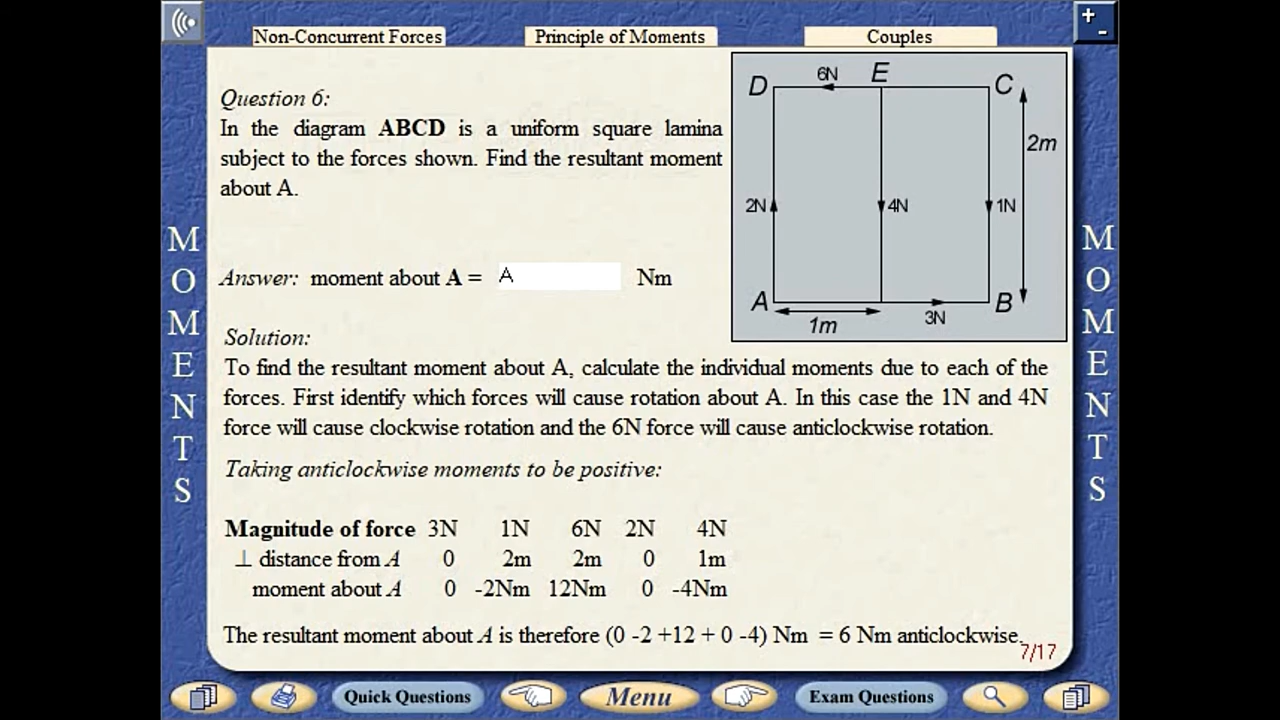 Non-Concurrent Forces
Principle of Moments
Couples
+
-
Question 6:
In the diagram ABCD is a uniform square lamina
subject to the forces shown. Find the resultant moment
about A.
Answer: moment about A = A Nm
D
6N
E
C
2m
2N
4N
1N
A
B
1m
3N
Solution:
To find the resultant moment about A, calculate the individual moments due to each of the
forces. First identify which forces will cause rotation about A. In this case the 1N and 4N
force will cause clockwise rotation and the 6N force will cause anticlockwise rotation.
Taking anticlockwise moments to be positive:
Magnitude of force 3N 1N 6N 2N 4N
⊥ distance from A 0 2m 2m 0 1m
moment about A 0 -2Nm 12Nm 0 -4Nm
The resultant moment about A is therefore (0 -2 +12 + 0 -4) Nm = 6 Nm anticlockwise.
7/17
MOMENTS
MOMENTS
Quick Questions
Menu
Exam Questions